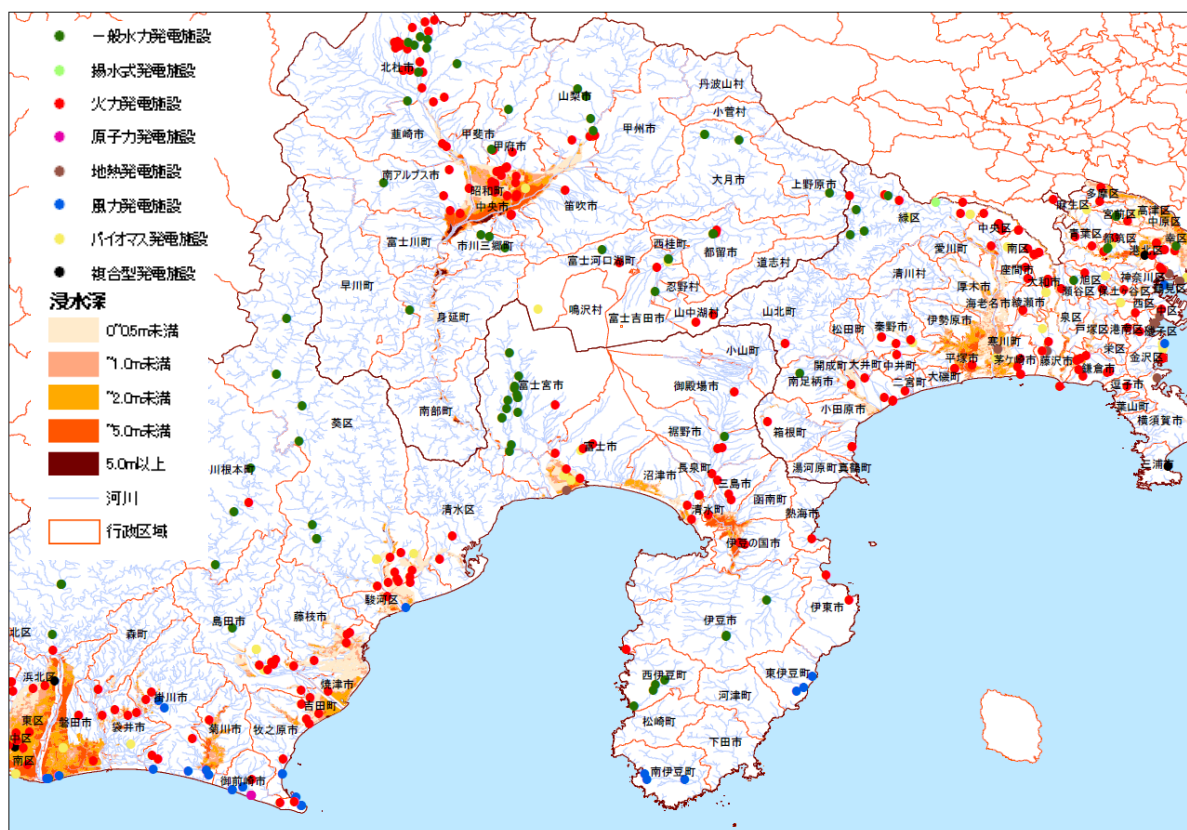 一般水力発電施設
揚水式発電施設
火力発電施設
原子力発電施設
地熱発電施設
風力発電施設
バイオマス発電施設
複合型発電施設
浸水深
0~0.5m未満
~1.0m未満
~2.0m未満
~5.0m未満
5.0m以上
河川
行政区域
北杜市
丹波山村
山梨市
小菅村
韮崎市
甲斐市
甲州市
甲府市
南アルプス市
大月市
上野原市
昭和町
中央市
笛吹市
富士川町
市川三郷町
西桂町
都留市
富士河口湖町
道志村
忍野村
早川町
鳴沢村
身延町
富士吉田市
山中湖村
南部町
緑区
中央区
愛川町
南区
清川村
座間市
大和市
厚木市
海老名市
綾瀬市
山北町
松田町
秦野市
伊勢原市
寒川町
開成町
大井町
中井町
平塚市
茅ケ崎市
藤沢市
南足柄市
二宮町
大磯町
鎌倉市
小田原市
逗子市
葉山町
箱根町
横須賀市
湯河原町
真鶴町
三浦市
多摩区
麻生区
宮前区
高津区
中原区
青葉区
都筑区
幸区
港北区
旭区
神奈川区
鶴見区
瀬谷区
保土ケ谷区
西区
中区
泉区
戸塚区
港南区
栄区
金沢区
小山町
御殿場市
富士宮市
裾野市
富士市
葵区
沼津市
長泉町
三島市
川根本町
清水町
函南町
清水区
熱海市
伊豆の国市
駿河区
伊東市
島田市
藤枝市
伊豆市
北区
森町
西伊豆町
東伊豆町
浜北区
焼津市
河津町
掛川市
吉田町
東区
磐田市
袋井市
松崎町
中区
菊川市
牧之原市
下田市
南区
御前崎市
南伊豆町